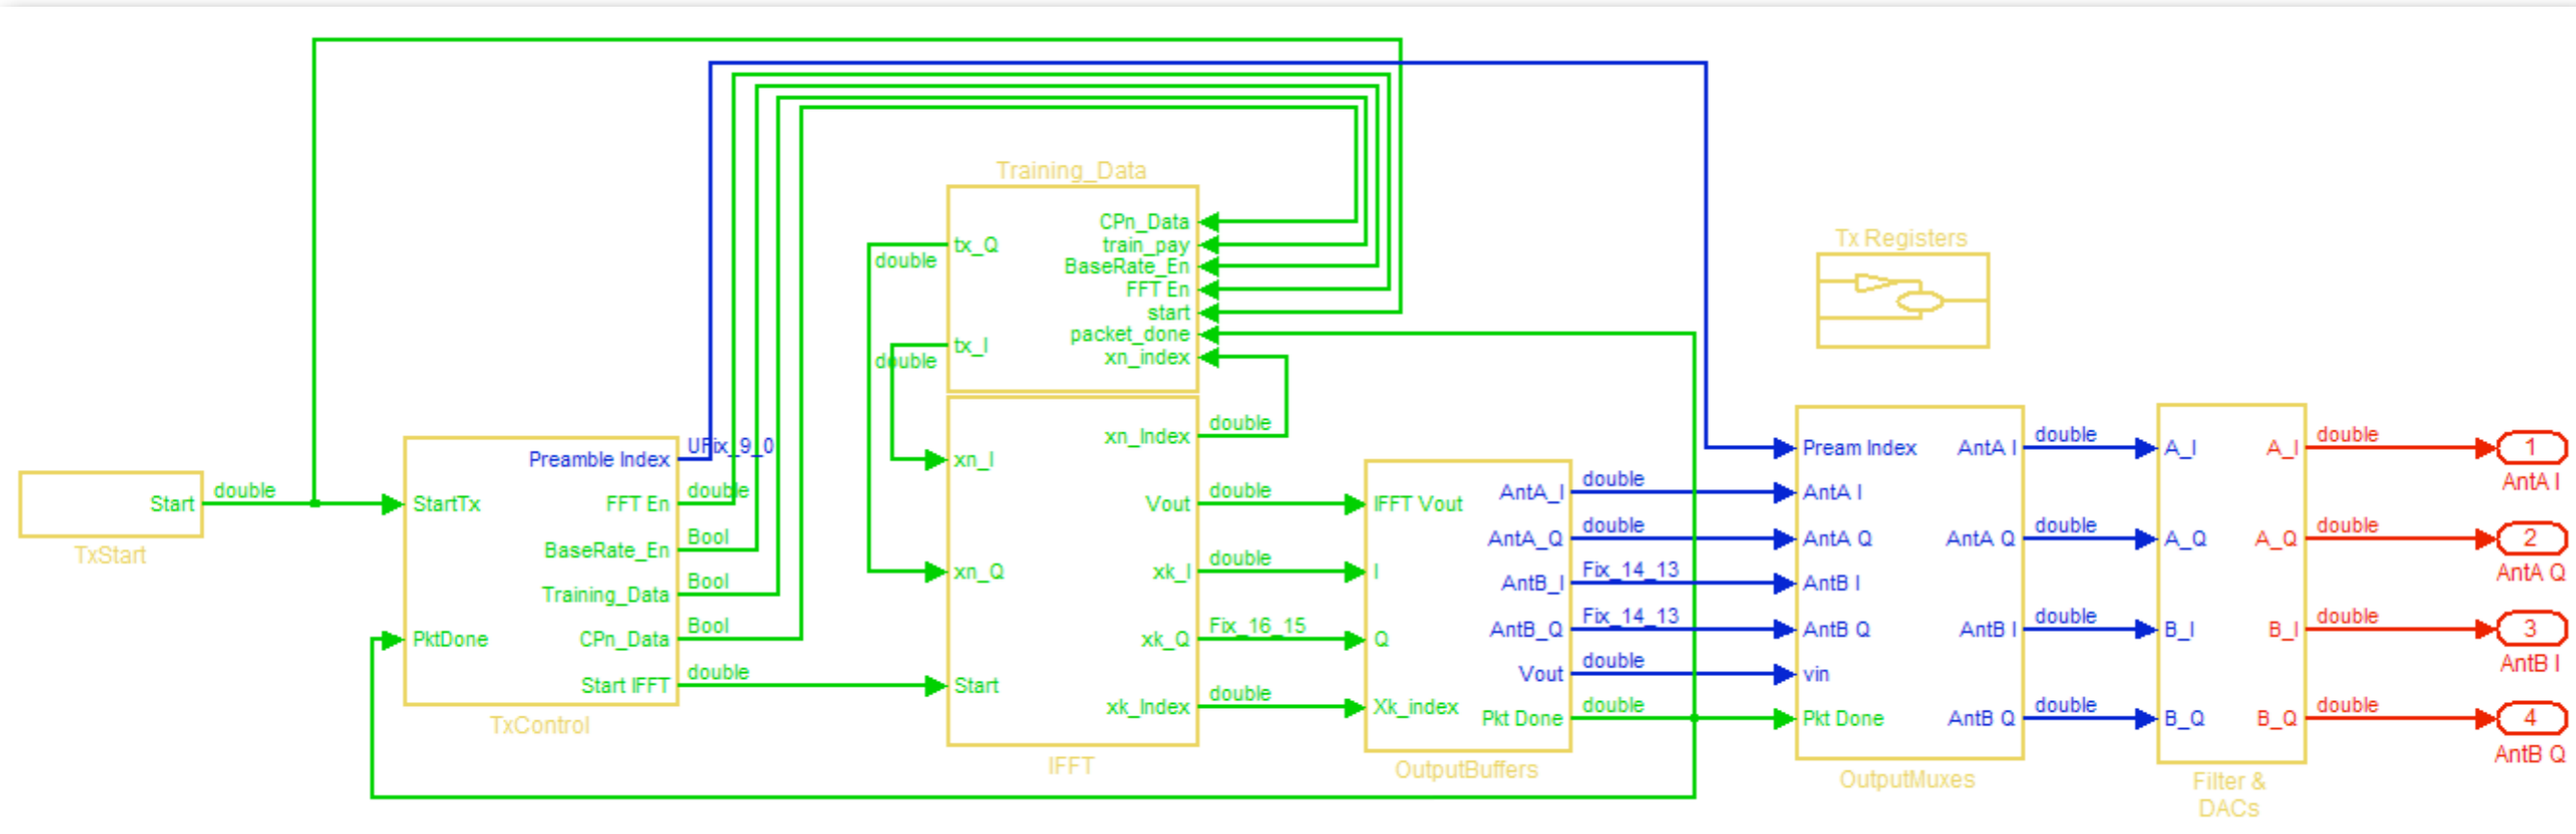 Start
double
TxStart
StartTx
PktDone
Preamble Index
FFT En
BaseRate_En
Training_Data
CPn_Data
Start IFFT
UFix_9_0
double
Bool
Bool
Bool
double
TxControl
Training_Data
tx_Q
double
tx_I
double
CPn_Data
train_pay
BaseRate_En
FFT En
start
packet_done
xn_index
xn_I
xn_Q
Start
xn_Index
double
Vout
double
xk_I
double
xk_Q
Fix_16_15
xk_Index
double
IFFT
IFFT Vout
I
Q
Xk_index
AntA_I
double
AntA_Q
double
AntB_I
Fix_14_13
AntB_Q
Fix_14_13
Vout
double
Pkt Done
double
OutputBuffers
Tx Registers
Pream Index
AntA I
AntA Q
AntB I
AntB Q
vin
Pkt Done
AntA I
double
AntA Q
double
AntB I
double
AntB Q
double
OutputMuxes
A_I
A_Q
B_I
B_Q
A_I
double
A_Q
double
B_I
double
B_Q
double
Filter &
DACs
1
AntA I
2
AntA Q
3
AntB I
4
AntB Q